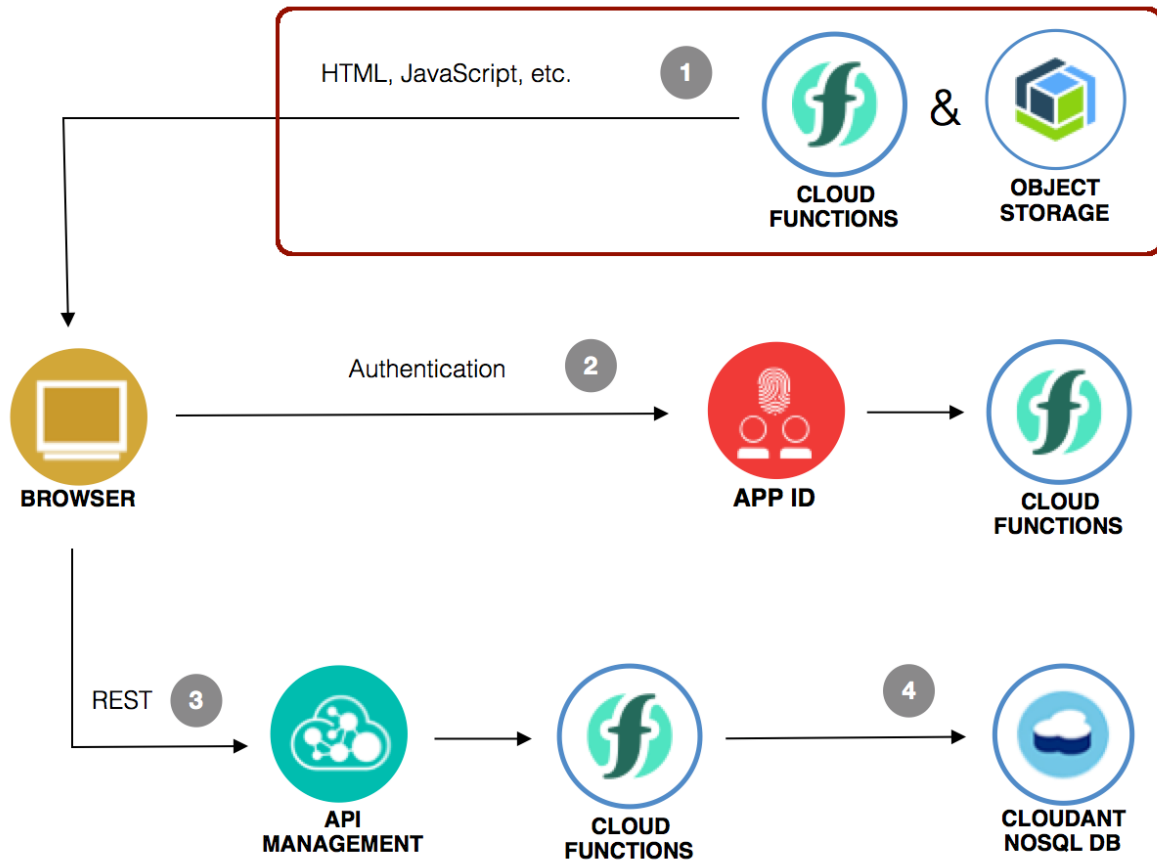 HTML, JavaScript, etc.
1
&
CLOUD
FUNCTIONS
OBJECT
STORAGE
Authentication
2
BROWSER
APP ID
CLOUD
FUNCTIONS
REST
3
4
API
MANAGEMENT
CLOUD
FUNCTIONS
CLOUDANT
NOSQL DB